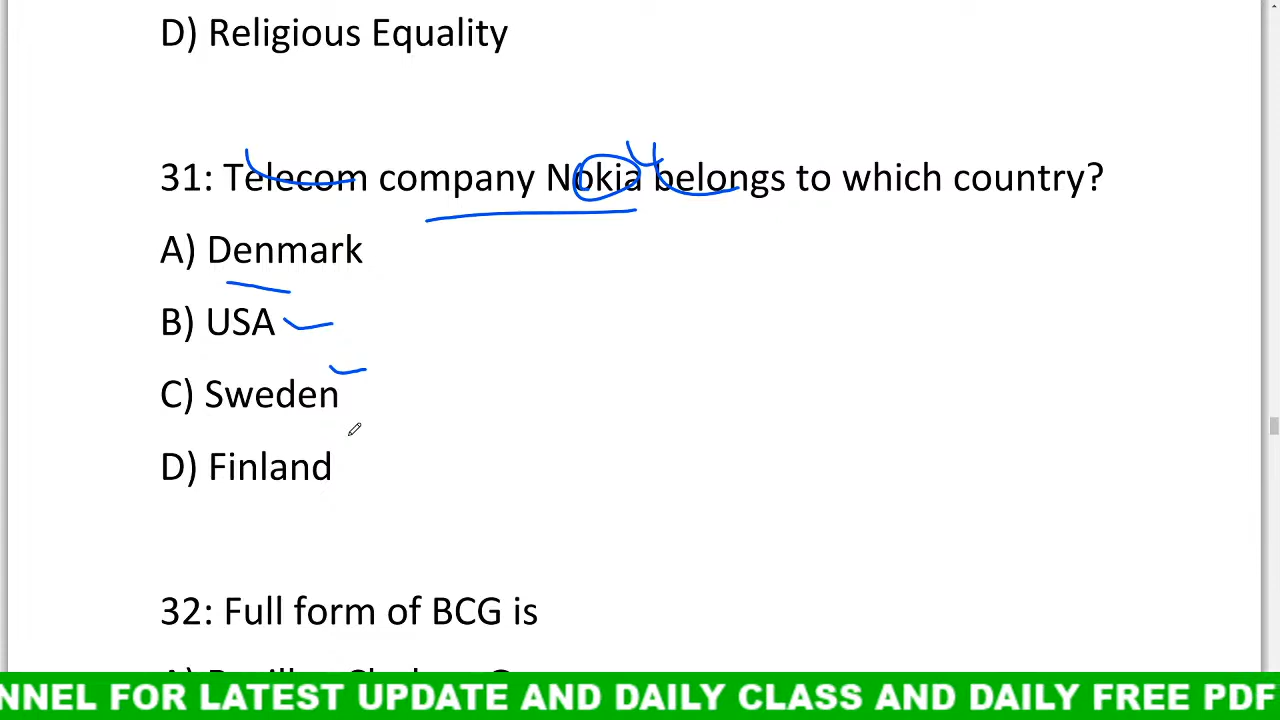 D) Religious Equality
31: Telecom company Nokia belongs to which country?
A) Denmark
B) USA
C) Sweden
D) Finland
32: Full form of BCG is
NNEL FOR LATEST UPDATE AND DAILY CLASS AND DAILY FREE PDF